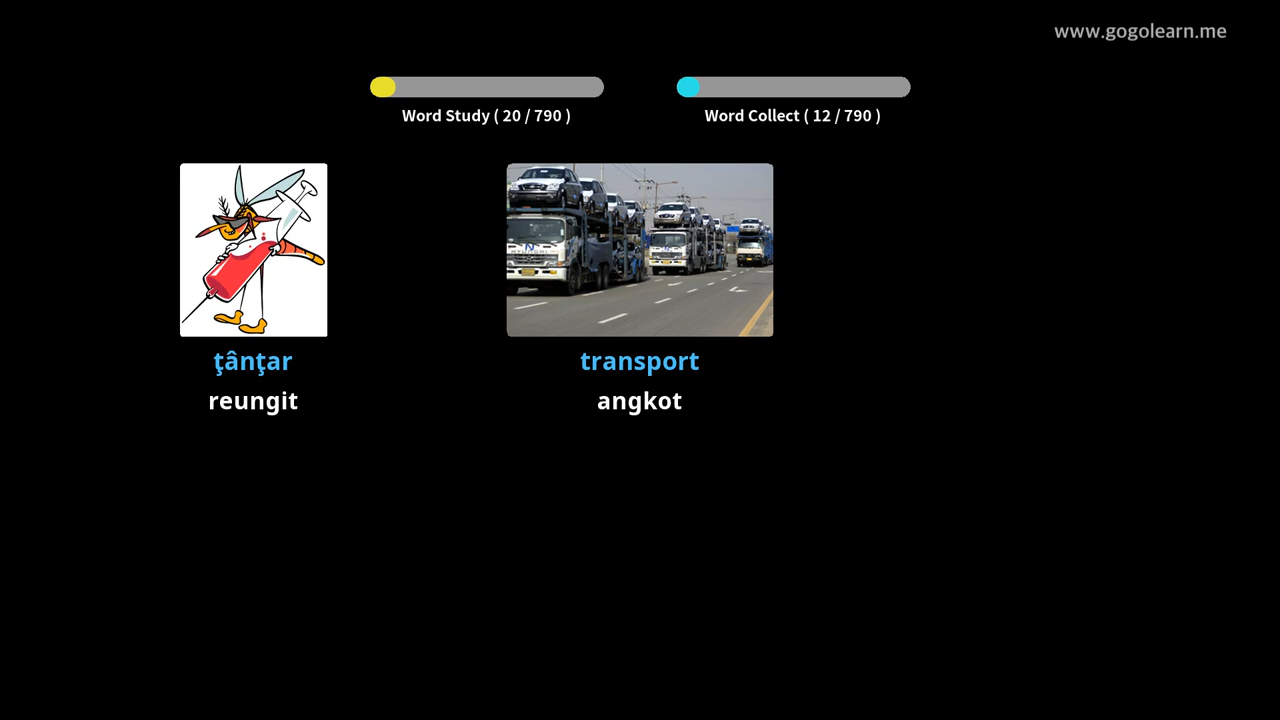 www.gogolearn.me
Word Study ( 20 / 790 )
Word Collect ( 12 / 790 )
ţânţar
transport
reungit
angkot